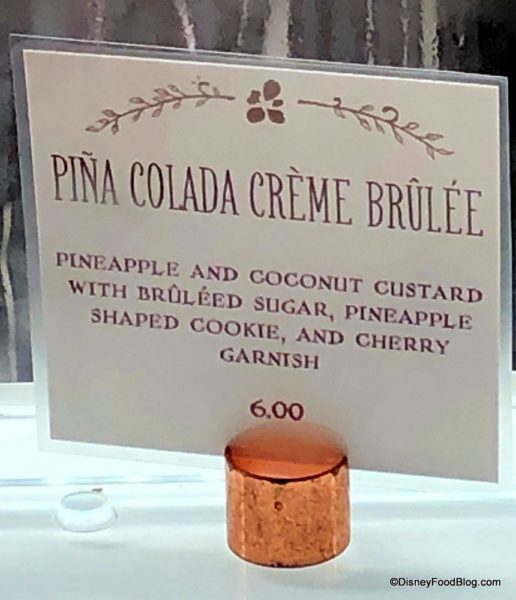 PIÑA COLADA CRÈME BRÛLÉE
PINEAPPLE AND COCONUT CUSTARD
WITH BRÛLÉED SUGAR, PINEAPPLE
SHAPED COOKIE, AND CHERRY
GARNISH
6.00
©DisneyFoodBlog.com